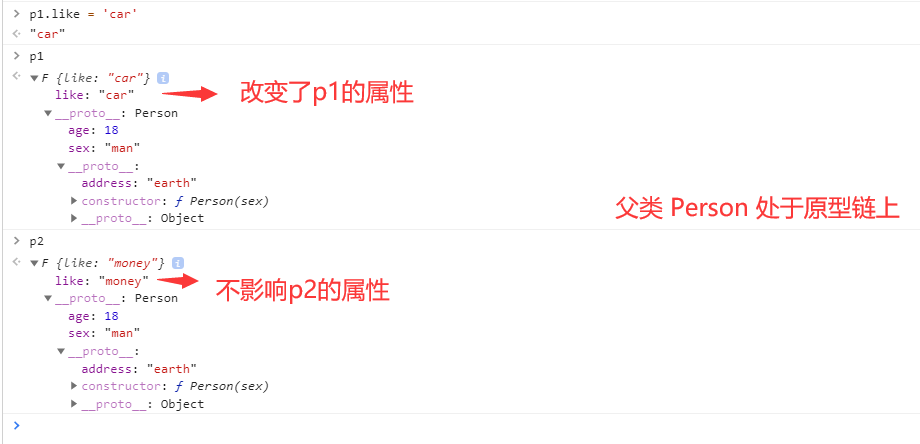 p1.like = 'car'
"car"
p1
F {like: "car"} i
like: "car"
改变了p1的属性
__proto__: Person
age: 18
sex: "man"
__proto__:
address: "earth"
constructor: ƒ Person(sex)
__proto__: Object
父类 Person 处于原型链上
p2
F {like: "money"} i
like: "money"
不影响p2的属性
__proto__: Person
age: 18
sex: "man"
__proto__:
address: "earth"
constructor: ƒ Person(sex)
__proto__: Object